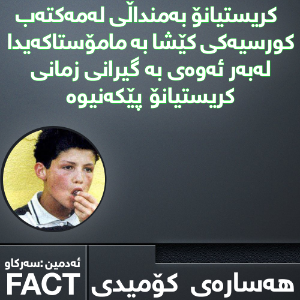 کریستیانۆ بەمنداڵی لەمەکتەب
کورسیەکی کێشا بە مامۆستاکەیدا
لەبەر ئەوەی بە گیرانی زمانی
کریستیانۆ پێکەنیوە
ئەدمین :سەرکاو
FACT
هەسارەی کۆمیدی